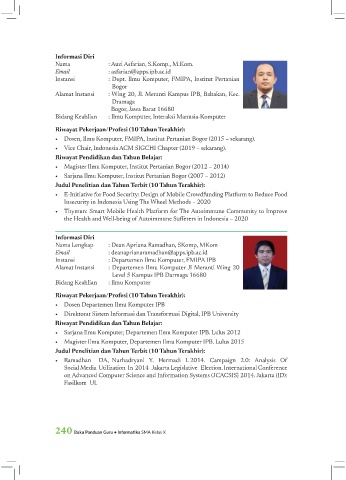 Informasi Diri
Nama : Auzi Asfarian, S.Komp., M.Kom.
Email : asfarian@apps.ipb.ac.id
Instansi : Dept. Ilmu Komputer, FMIPA, Institut Pertanian
Bogor
Alamat Instansi : Wing 20, Jl. Meranti Kampus IPB, Babakan, Kec.
Dramaga
Bogor, Jawa Barat 16680
Bidang Keahlian : Ilmu Komputer, Interaksi Manusia-Komputer
Riwayat Pekerjaan/Profesi (10 Tahun Terakhir):
• Dosen, Ilmu Komputer, FMIPA, Institut Pertanian Bogor (2015 – sekarang).
• Vice Chair, Indonesia ACM SIGCHI Chapter (2019 – sekarang).
Riwayat Pendidikan dan Tahun Belajar:
• Magister Ilmu Komputer, Institut Pertanian Bogor (2012 – 2014)
• Sarjana Ilmu Komputer, Institut Pertanian Bogor (2007 – 2012)
Judul Penelitian dan Tahun Terbit (10 Tahun Terakhir):
• E-Initiative for Food Security: Design of Mobile Crowdfunding Platform to Reduce Food
Insecurity in Indonesia Using The Wheel Methods – 2020
• Thymun: Smart Mobile Health Platform for The Autoimmune Community to Improve
the Health and Well-being of Autoimmune Sufferers in Indonesia – 2020
Informasi Diri
Nama Lengkap : Dean Apriana Ramadhan, SKomp, MKom
Email : deanaprianaramadhan@apps.ipb.ac.id
Instansi : Departemen Ilmu Komputer, FMIPA IPB
Alamat Instansi : Departemen Ilmu Komputer Jl Meranti Wing 20
Level 5 Kampus IPB Darmaga 16680
Bidang Keahlian : Ilmu Komputer
Riwayat Pekerjaan/Profesi (10 Tahun Terakhir):
• Dosen Departemen Ilmu Komputer IPB
• Direktorat Sistem Informasi dan Transformasi Digital, IPB University
Riwayat Pendidikan dan Tahun Belajar:
• Sarjana Ilmu Komputer, Departemen Ilmu Komputer IPB. Lulus 2012
• Magister Ilmu Komputer, Departemen Ilmu Komputer IPB. Lulus 2015
Judul Penelitian dan Tahun Terbit (10 Tahun Terakhir):
• Ramadhan DA, Nurhadryani Y, Hermadi I. 2014. Campaign 2.0: Analysis Of
Social Media Utilization In 2014 Jakarta Legislative Election. International Conference
on Advanced Computer Science and Information Systems (ICACSIS) 2014. Jakarta (ID):
Fasilkom UI.
240 Buku Panduan Guru • Informatika SMA Kelas X